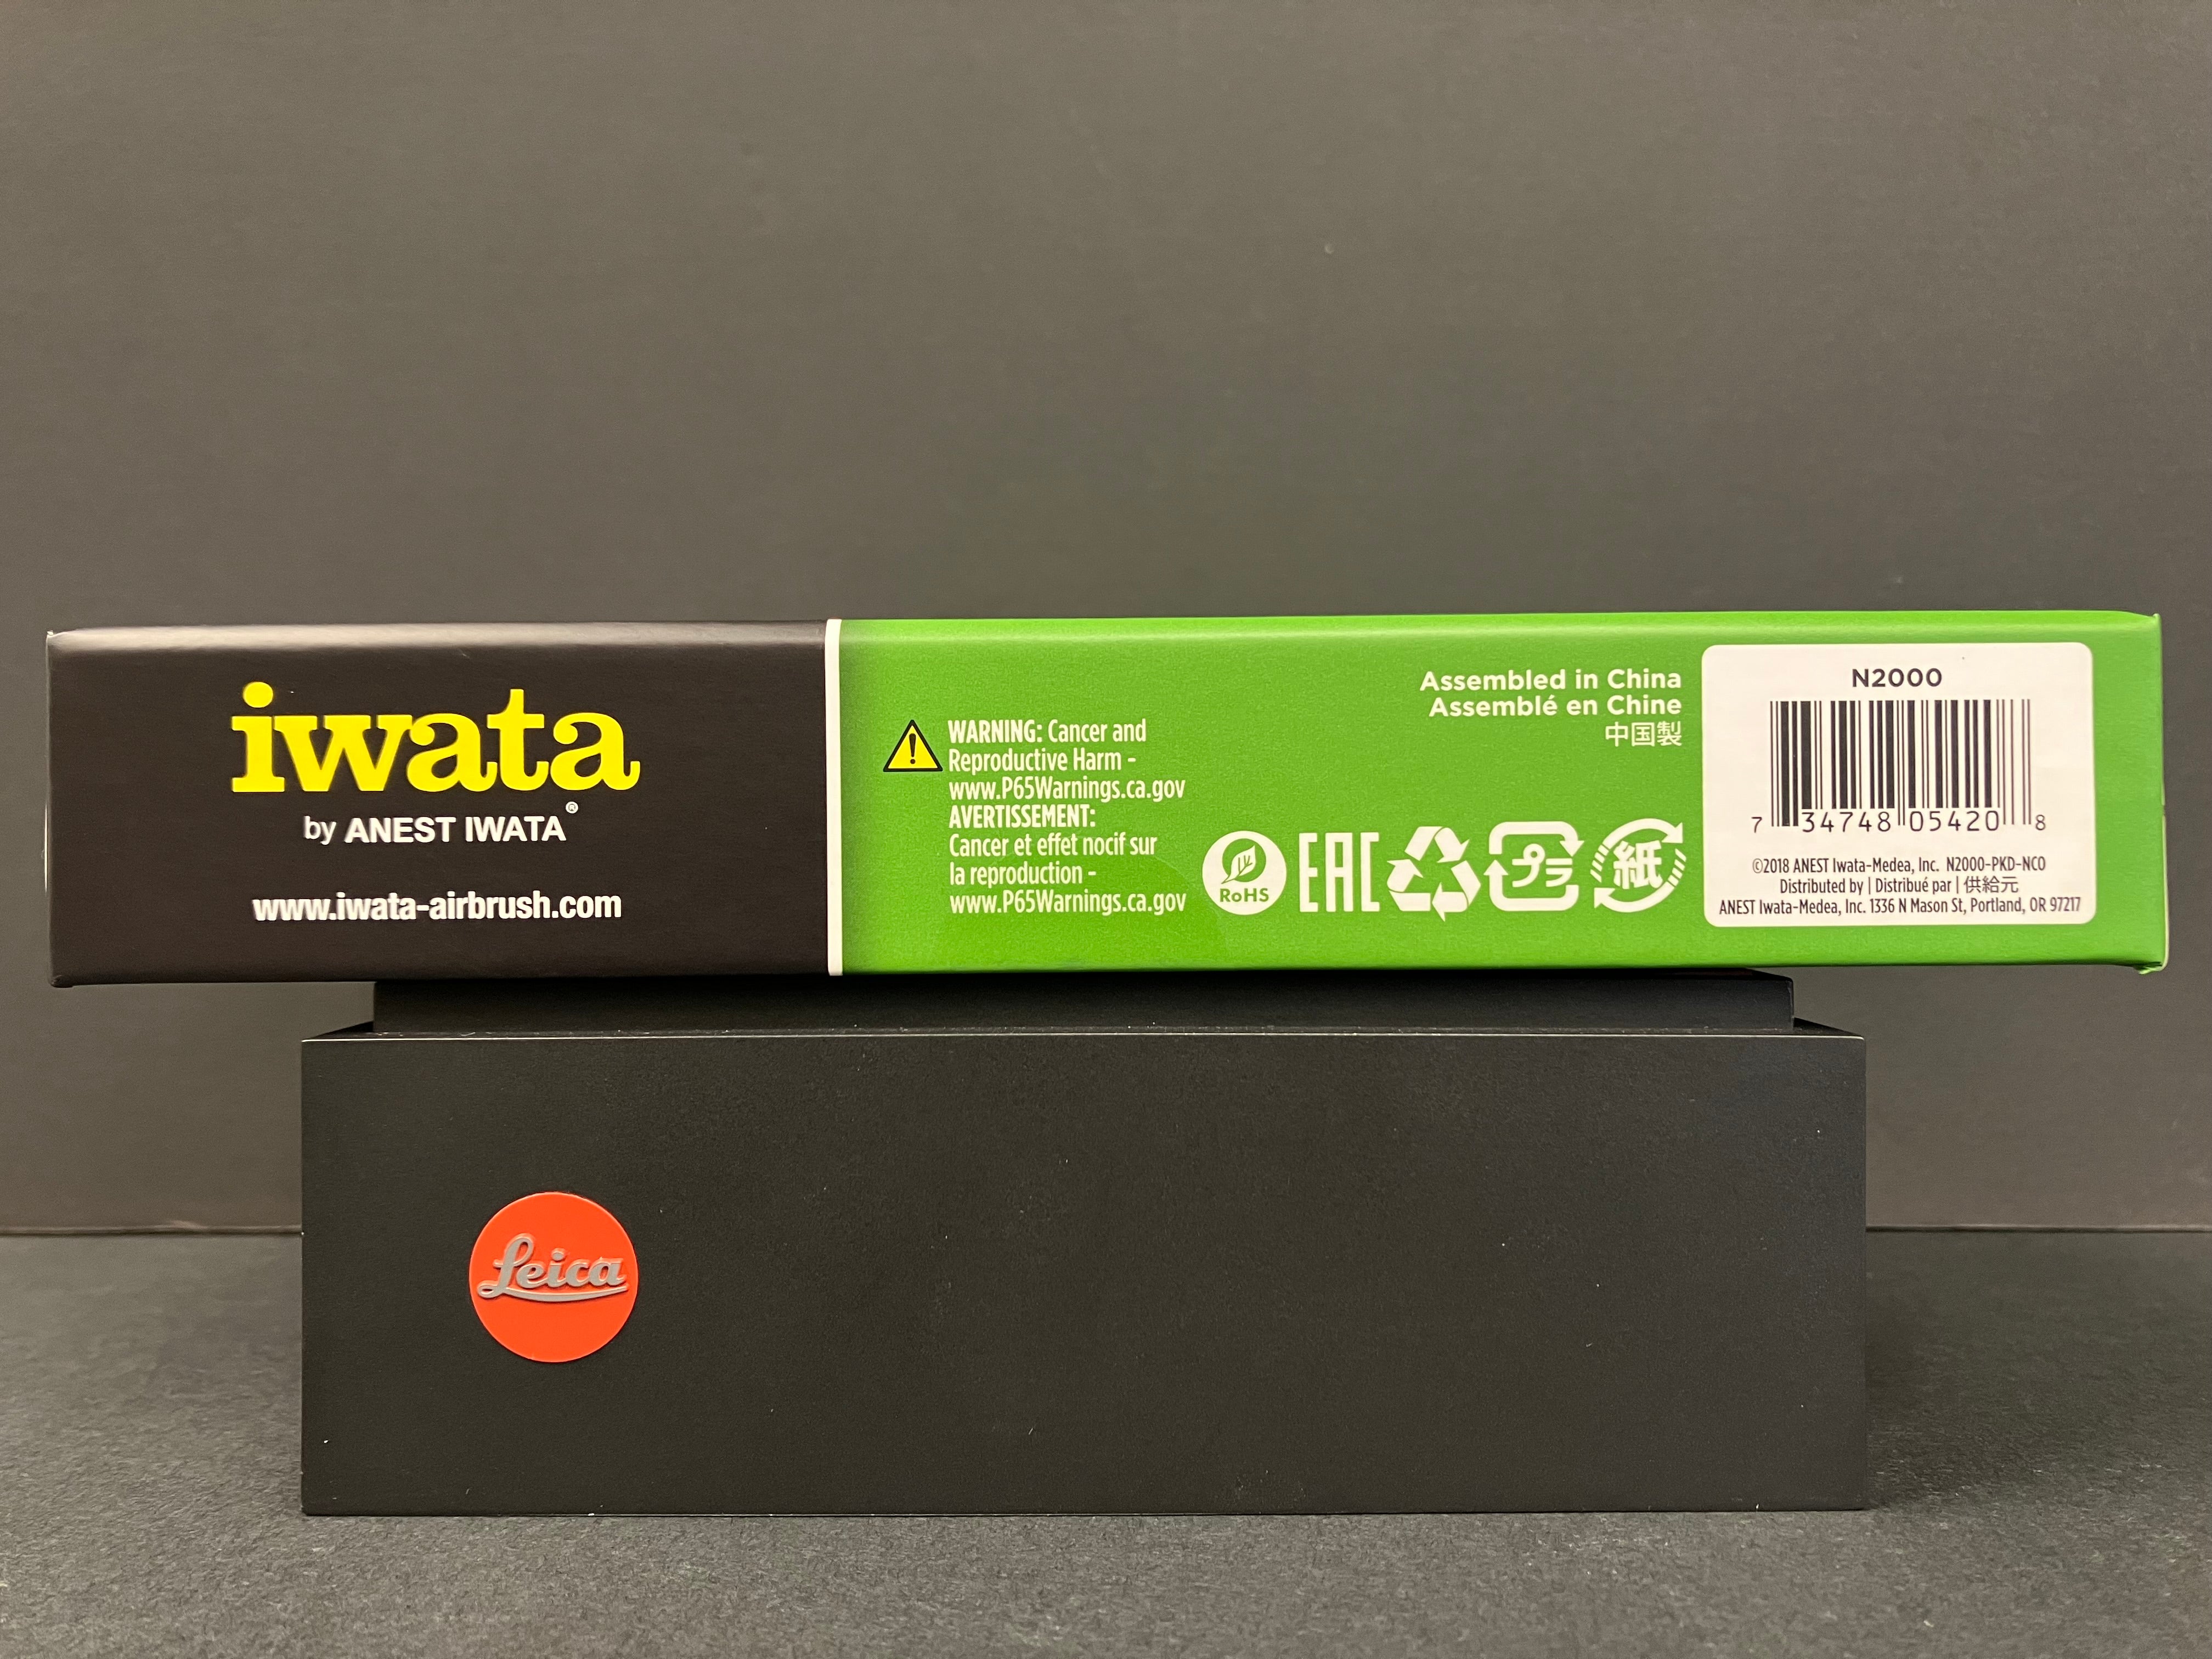 iwata
by ANEST IWATA®
www.iwata-airbrush.com
WARNING: Cancer and
Reproductive Harm -
www.P65Warnings.ca.gov
AVERTISSEMENT:
Cancer et effet nocif sur
la reproduction -
www.P65Warnings.ca.gov
Assembled in China
Assemblé en Chine
中国製
RoHS
EAC
プラ
紙
N2000
7 34748 05420 8
©2018 ANEST Iwata-Medea, Inc. N2000-PKD-NCO
Distributed by | Distribué par | 供給元
ANEST Iwata-Medea, Inc. 1336 N Mason St, Portland, OR 97217
Leica